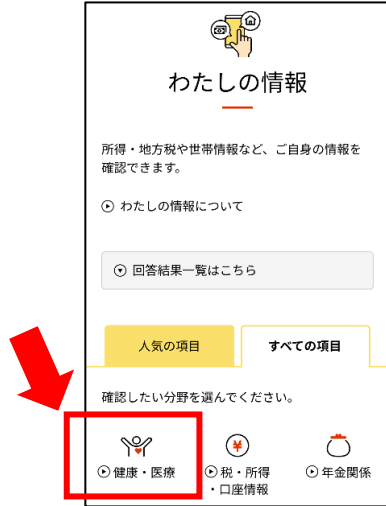 わたしの情報
所得・地方税や世帯情報など、ご自身の情報を
確認できます。
わたしの情報について
回答結果一覧はこちら
人気の項目 すべての項目
確認したい分野を選んでください。
健康・医療 税・所得 年金関係
・口座情報